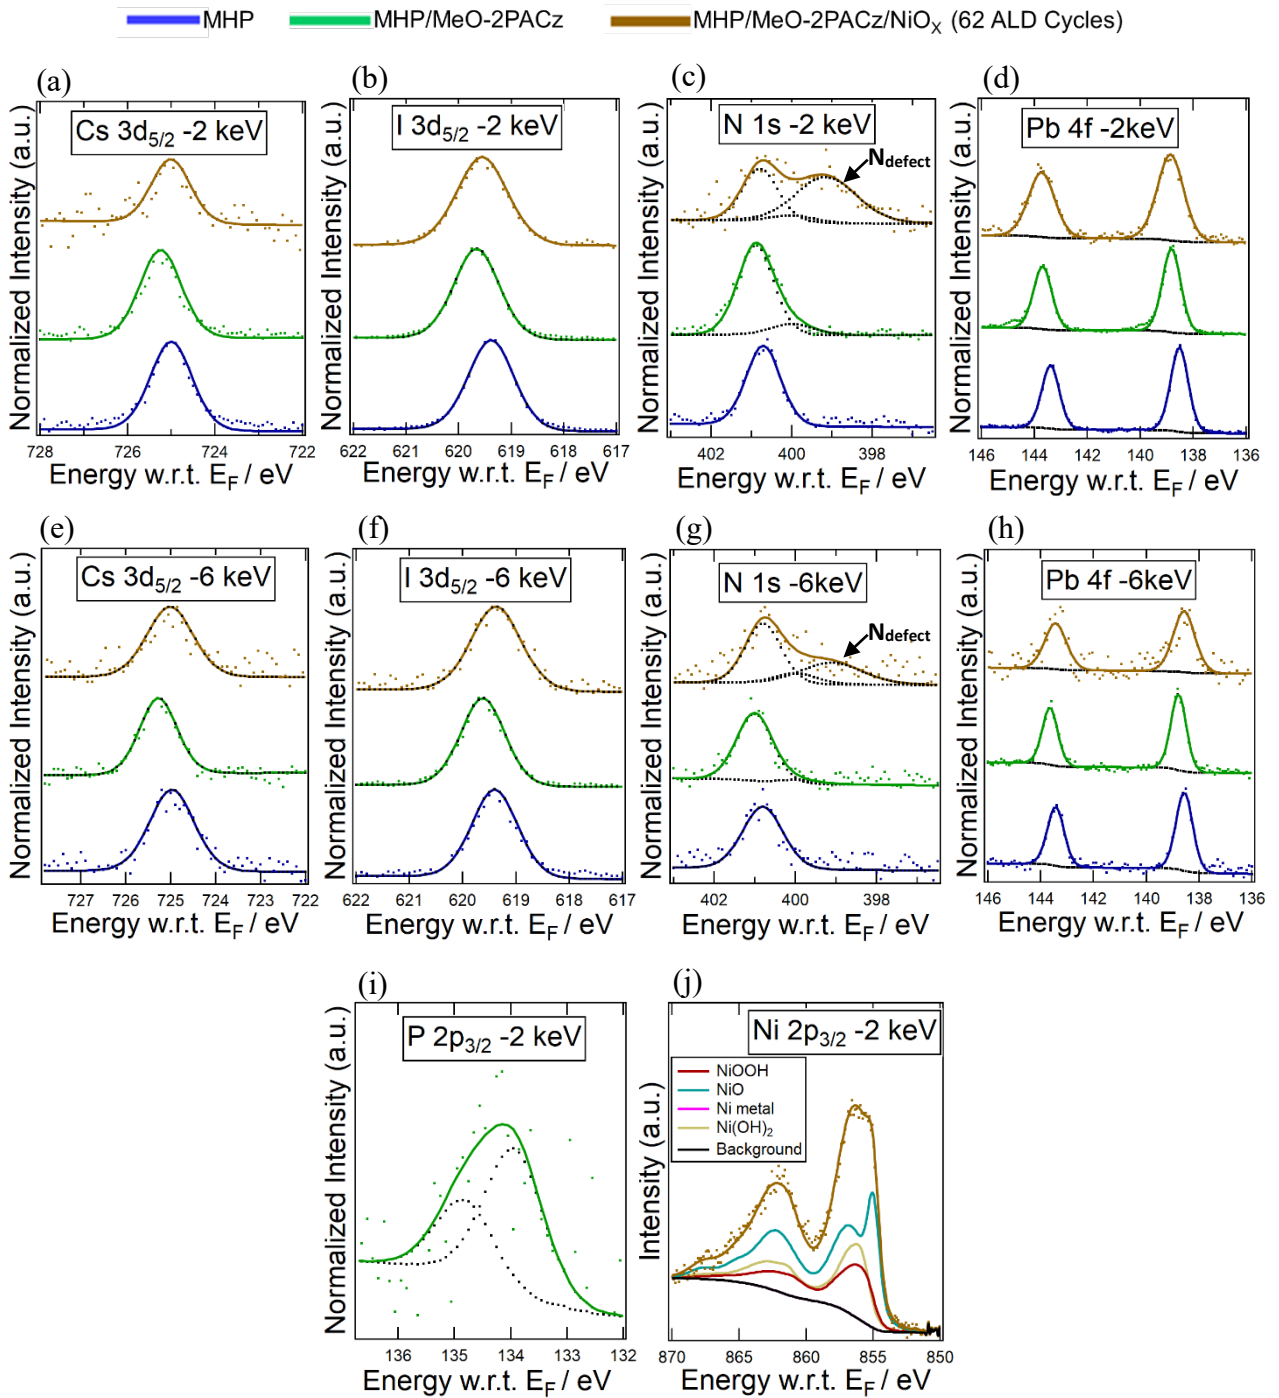 MHP MHP/MeO-2PACz MHP/MeO-2PACz/NiOX (62 ALD Cycles)
(a) (b) (c) (d)
Cs 3d5/2 -2 keV I 3d5/2 -2 keV N 1s -2 keV Pb 4f -2keV
Ndefect
Normalized Intensity (a.u.) Normalized Intensity (a.u.) Normalized Intensity (a.u.) Normalized Intensity (a.u.)
728 726 724 722 622 621 620 619 618 617 402 400 398 146 144 142 140 138 136
Energy w.r.t. EF / eV Energy w.r.t. EF / eV Energy w.r.t. EF / eV Energy w.r.t. EF / eV
(e) (f) (g) (h)
Cs 3d5/2 -6 keV I 3d5/2 -6 keV N 1s -6keV Pb 4f -6keV
Ndefect
Normalized Intensity (a.u.) Normalized Intensity (a.u.) Normalized Intensity (a.u.) Normalized Intensity (a.u.)
727 726 725 724 723 722 622 621 620 619 618 617 402 400 398 146 144 142 140 138 136
Energy w.r.t. EF / eV Energy w.r.t. EF / eV Energy w.r.t. EF / eV Energy w.r.t. EF / eV
(i) (j)
P 2p3/2 -2 keV Ni 2p3/2 -2 keV
NiOOH
NiO
Ni metal
Ni(OH)2
Background
Normalized Intensity (a.u.) Intensity (a.u.)
136 135 134 133 132 870 865 860 855 850
Energy w.r.t. EF / eV Energy w.r.t. EF / eV